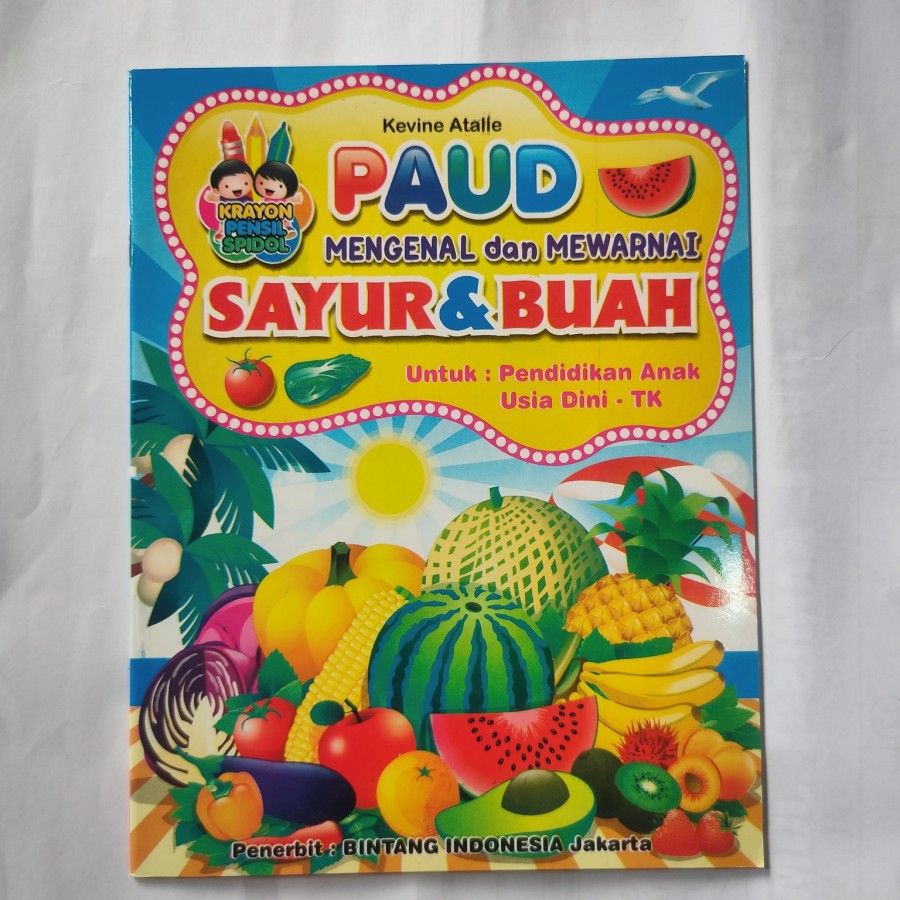 Kevine Atalle
PAUD
KRAYON
PENSIL
SPIDOL
MENGENAL dan MEWARNAI
SAYUR & BUAH
Untuk : Pendidikan Anak
Usia Dini - TK
Penerbit : BINTANG INDONESIA Jakarta